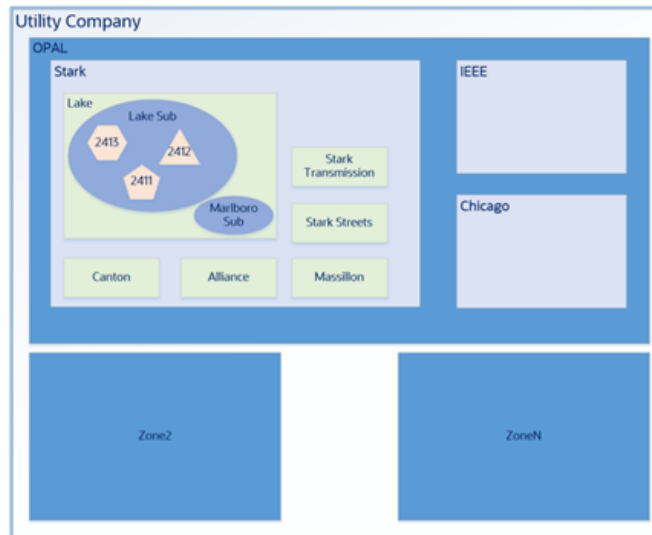 Utility Company
OPAL
Stark
IEEE
Lake
Lake Sub
2413
2412
2411
Stark
Transmission
Marlboro
Sub
Stark Streets
Chicago
Canton
Alliance
Massillon
Zone2
ZoneN